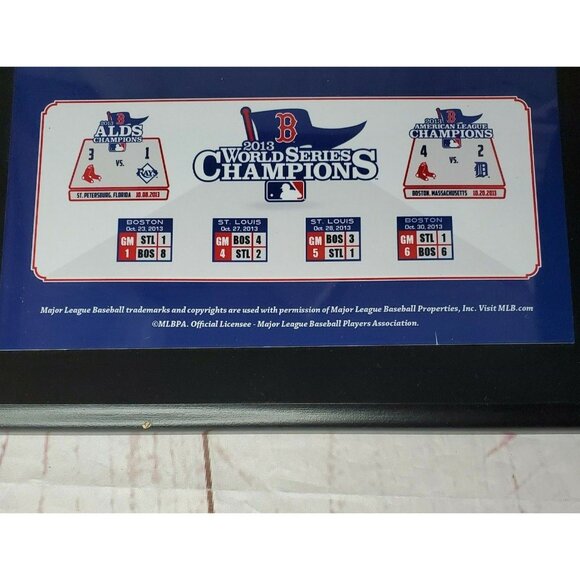 2013
ALDS
CHAMPIONS
3 VS. 1
RAYS
ST. PETERSBURG, FLORIDA 10.08.2013
B
2013
WORLD SERIES
CHAMPIONS
2013
AMERICAN LEAGUE
CHAMPIONS
4 VS. 2
D
BOSTON, MASSACHUSETTS 10.20.2013
BOSTON
Oct. 23, 2013
GM STL 1
1 BOS 8
ST. LOUIS
Oct. 27, 2013
GM BOS 4
4 STL 2
ST. LOUIS
Oct. 28, 2013
GM BOS 3
5 STL 1
BOSTON
Oct. 30, 2013
GM STL 1
6 BOS 6
Major League Baseball trademarks and copyrights are used with permission of Major League Baseball Properties, Inc. Visit MLB.com
©MLBPA. Official Licensee - Major League Baseball Players Association.